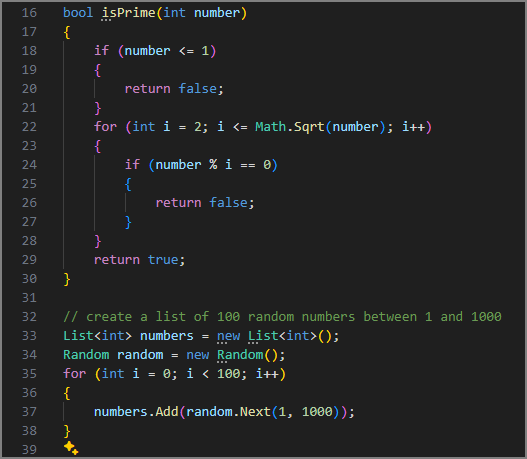 16 bool isPrime(int number)
17 {
18     if (number <= 1)
19     {
20         return false;
21     }
22     for (int i = 2; i <= Math.Sqrt(number); i++)
23     {
24         if (number % i == 0)
25         {
26             return false;
27         }
28     }
29     return true;
30 }
31
32 // create a list of 100 random numbers between 1 and 1000
33 List<int> numbers = new List<int>();
34 Random random = new Random();
35 for (int i = 0; i < 100; i++)
36 {
37     numbers.Add(random.Next(1, 1000));
38 }
39